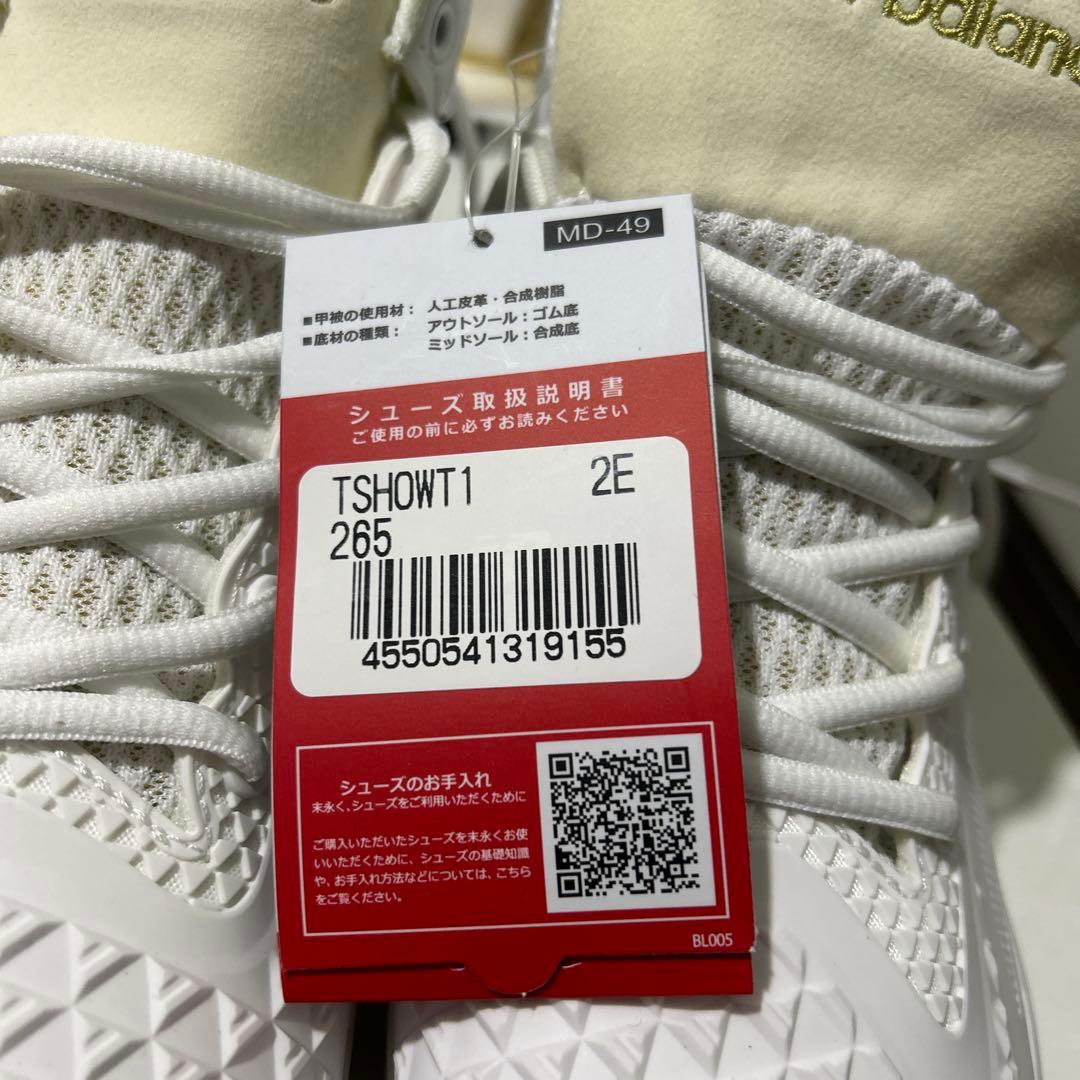 balanc
MD-49
■甲被の使用材： 人工皮革・合成樹脂
■底材の種類： アウトソール：ゴム底
ミッドソール：合成底
シューズ取扱説明書
ご使用の前に必ずお読みください
TSHOWT1 2E
265
4550541319155
シューズのお手入れ
末永く、シューズをご利用いただくために
ご購入いただいたシューズを末永くお使
いいただくために、シューズの基礎知識
や、お手入れ方法などについては、こちら
をご覧ください。
BL005